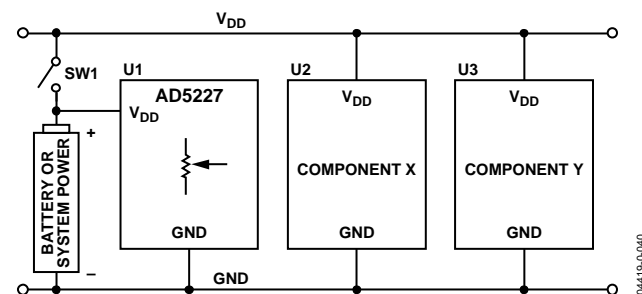 VDD
SW1
U1
AD5227
VDD
GND
U2
VDD
COMPONENT X
GND
U3
VDD
COMPONENT Y
GND
+
BATTERY OR
SYSTEM POWER
–
GND
04419-0-040